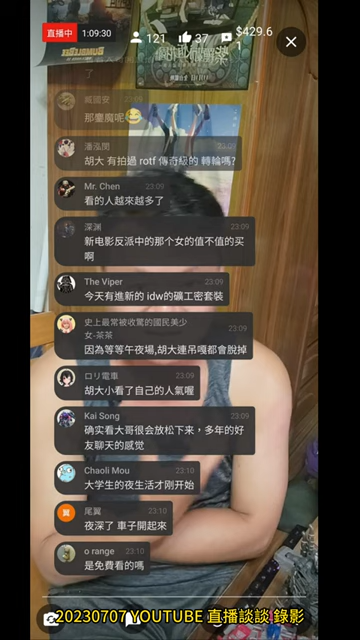 直播中 1:09:30 121 37 $429.6
1
了
臧國安 23:09
那鏖魔呢😂
潘泓閔 23:09
胡大 有拍過 rotf 傳奇級的 轉輪嗎?
Mr. Chen 23:09
看的人越來越多了
深渊 23:09
新电影反派中的那个女的值不值的买
啊
The Viper 23:09
今天有進新的 idw的礦工密套裝
史上最常被收驚的國民美少
女-茶茶 23:09
因為等等午夜場,胡大連吊嘎都會脫掉
ロリ電車 23:09
胡大小看了自己的人氣喔
Kai Song 23:09
确实看大哥很会放松下来，多年的好
友聊天的感觉
Chaoli Mou 23:10
大学生的夜生活才刚开始
尾翼 23:10
夜深了 車子開起來
o range 23:10
是免費看的嗎
20230707 YOUTUBE 直播談談 錄影